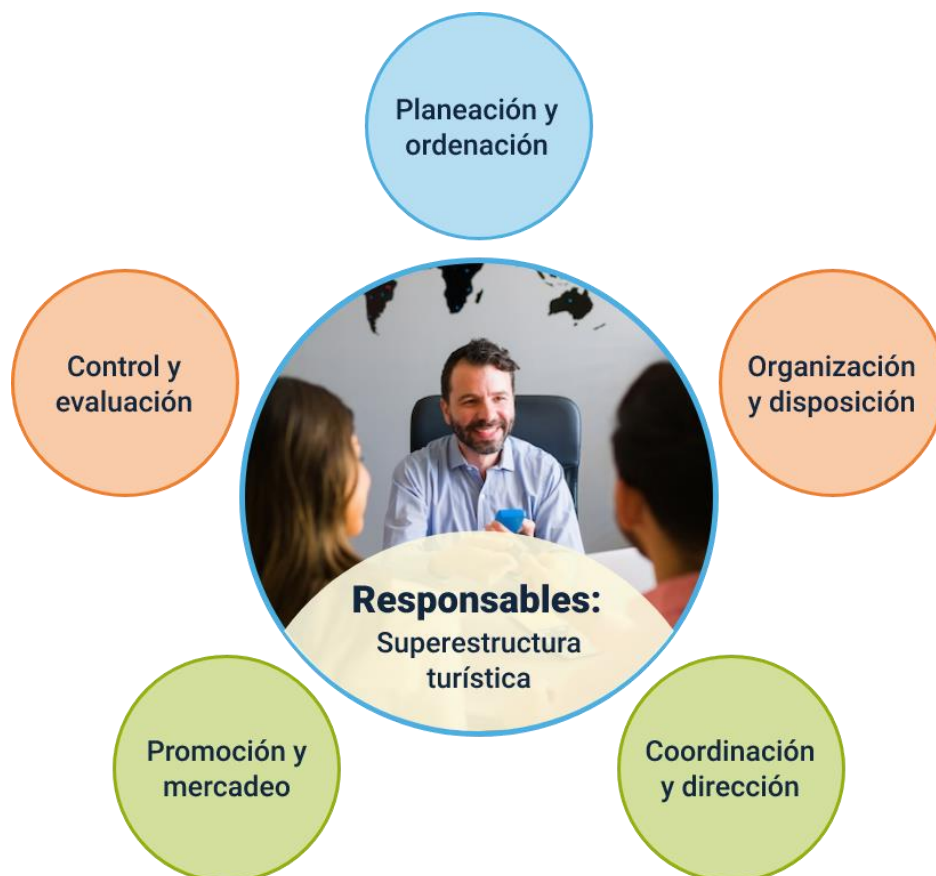 Planeación y
ordenación
Control y
evaluación
Organización
y disposición
Responsables:
Superestructura
turística
Promoción y
mercadeo
Coordinación
y dirección